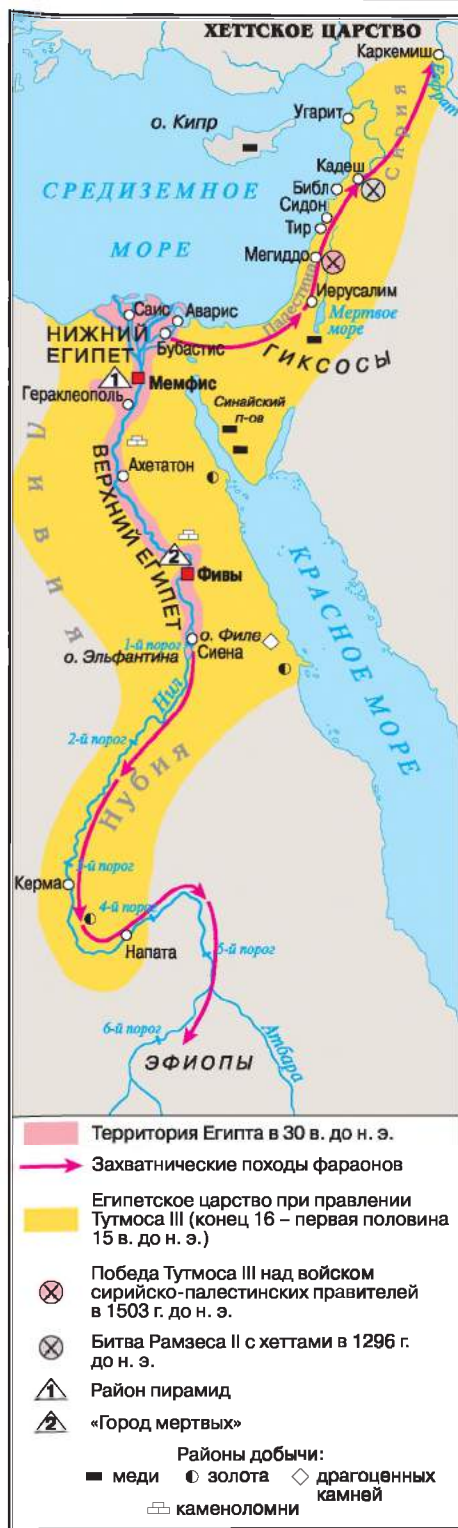 ХЕТТСКОЕ ЦАРСТВО
Каркемиш
Евфрат
Угарит
Сирия
о. Кипр
Кадеш
СРЕДИЗЕМНОЕ
МОРЕ
Библ
Сидон
Тир
Мегиддо
Палестина
Иерусалим
Мертвое
море
Саис
Аварис
НИЖНИЙ
ЕГИПЕТ
Бубастис
ГИКСОСЫ
1
Мемфис
Гераклеополь
Синайский
п-ов
Ливия
Ахетатон
ВЕРХНИЙ ЕГИПЕТ
2
Фивы
КРАСНОЕ МОРЕ
1-й порог
о. Филе
о. Эльфантина
Сиена
Нил
2-й порог
Нубия
3-й порог
Керма
4-й порог
Напата
5-й порог
6-й порог
Атбара
ЭФИОПЫ
Территория Египта в 30 в. до н. э.
Захватнические походы фараонов
Египетское царство при правлении
Тутмоса III (конец 16 – первая половина
15 в. до н. э.)
Победа Тутмоса III над войском
сирийско-палестинских правителей
в 1503 г. до н. э.
Битва Рамзеса II с хеттами в 1296 г.
до н. э.
1 Район пирамид
2 «Город мертвых»
Районы добычи:
меди золота драгоценных
камней
каменоломни